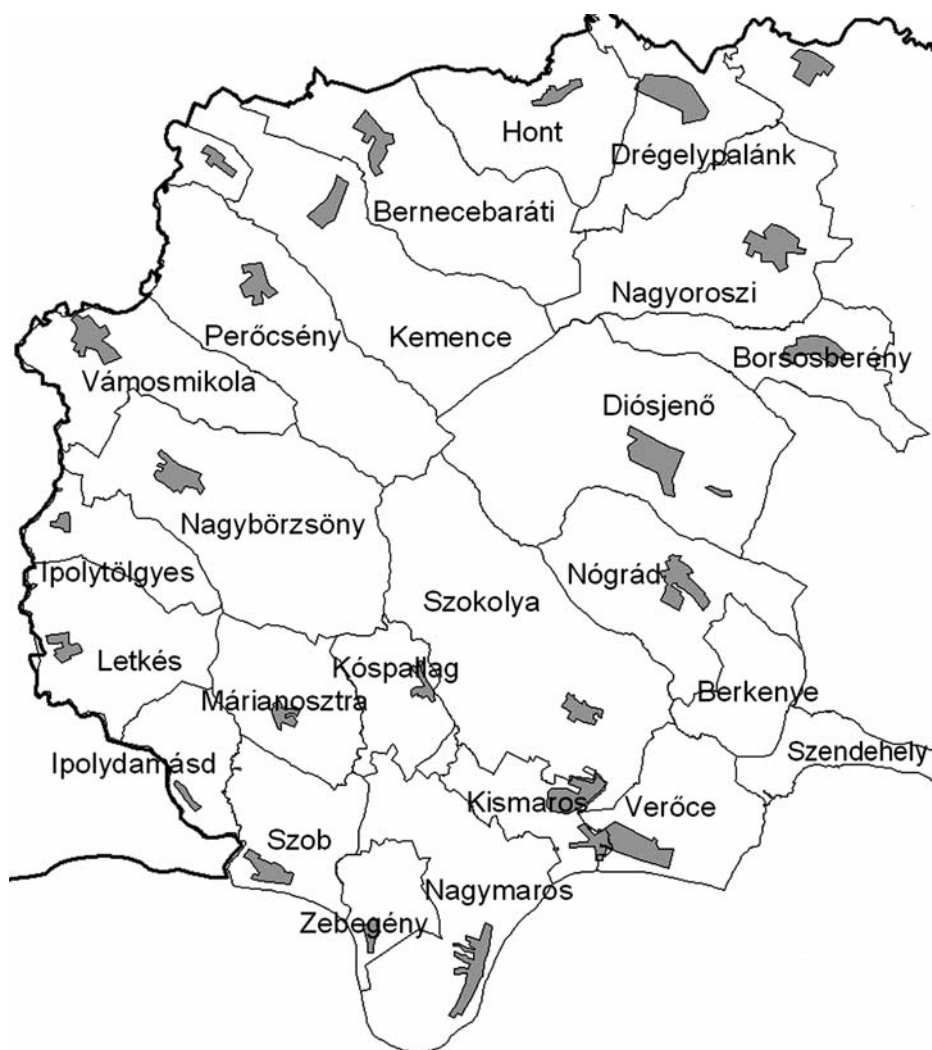 Hont
Drégelypalánk
Bernecebaráti
Nagyoroszi
Perőcsény
Kemence
Borsosberény
Vámosmikola
Diósjenő
Nagybörzsöny
Ipolytölgyes
Nógrád
Szokolya
Letkés
Kóspallag
Márianosztra
Berkenye
Ipolydamásd
Szendehely
Kismaros
Verőce
Szob
Nagymaros
Zebegény